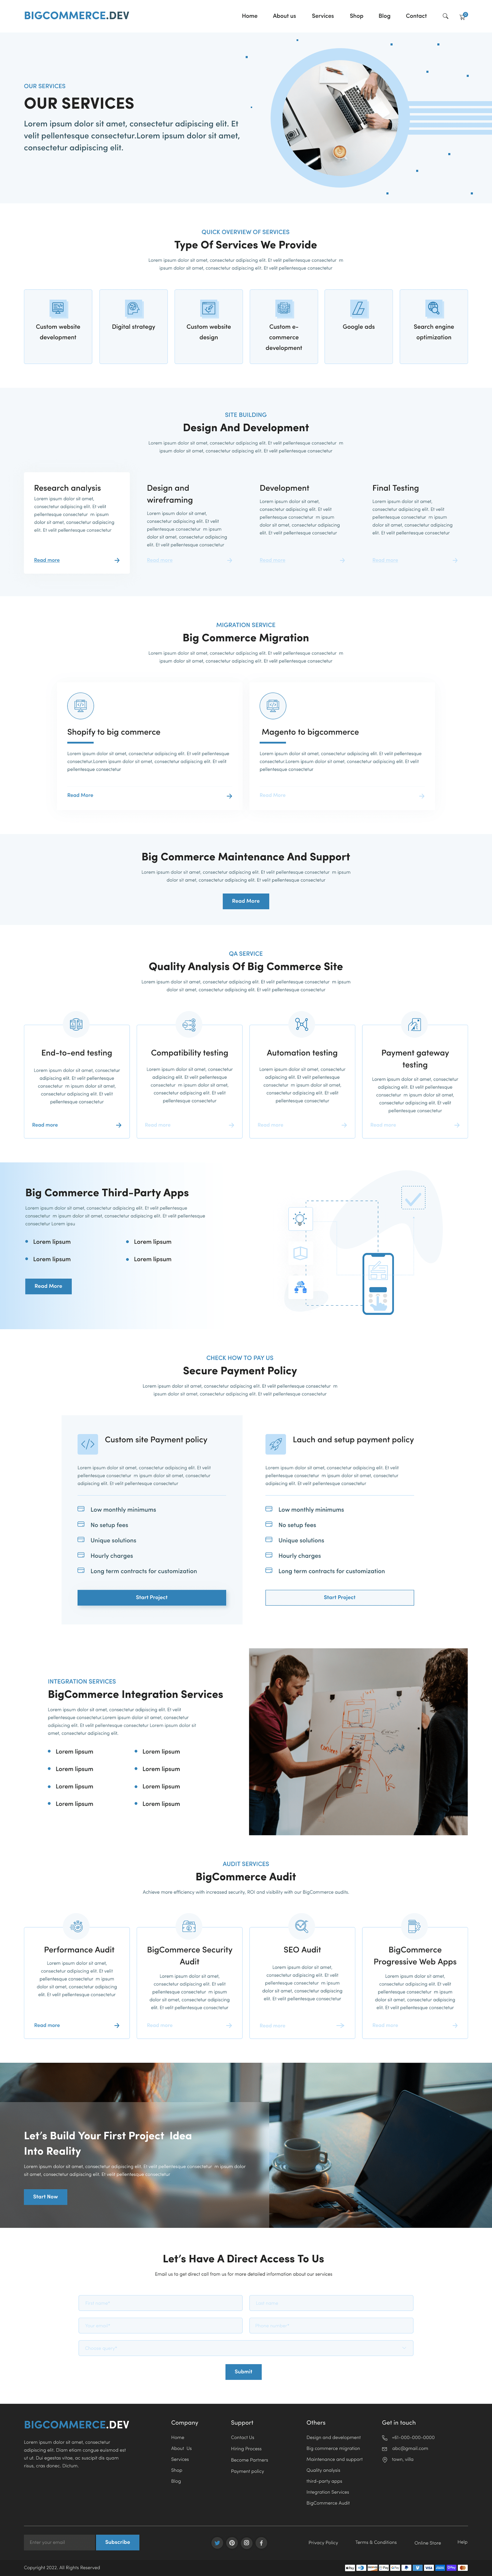 BIGCOMMERCE.DEV
Home
About us
Services
Shop
Blog
Contact
OUR SERVICES
OUR SERVICES
Lorem ipsum dolor sit amet, consectetur adipiscing elit. Et
velit pellentesque consectetur.Lorem ipsum dolor sit amet,
consectetur adipiscing elit.
QUICK OVERVIEW OF SERVICES
Type Of Services We Provide
Lorem ipsum dolor sit amet, consectetur adipiscing elit. Et velit pellentesque consectetur m
ipsum dolor sit amet, consectetur adipiscing elit. Et velit pellentesque consectetur
Custom website
development
Digital strategy
Custom website
design
Custom e-
commerce
development
Google ads
Search engine
optimization
SITE BUILDING
Design And Development
Lorem ipsum dolor sit amet, consectetur adipiscing elit. Et velit pellentesque consectetur m
ipsum dolor sit amet, consectetur adipiscing elit. Et velit pellentesque consectetur
Research analysis
Lorem ipsum dolor sit amet,
consectetur adipiscing elit. Et velit
pellentesque consectetur m ipsum
dolor sit amet, consectetur adipiscing
elit. Et velit pellentesque consectetur
Read more
Design and
wireframing
Lorem ipsum dolor sit amet,
consectetur adipiscing elit. Et velit
pellentesque consectetur m ipsum
dolor sit amet, consectetur adipiscing
elit. Et velit pellentesque consectetur
Read more
Development
Lorem ipsum dolor sit amet,
consectetur adipiscing elit. Et velit
pellentesque consectetur m ipsum
dolor sit amet, consectetur adipiscing
elit. Et velit pellentesque consectetur
Read more
Final Testing
Lorem ipsum dolor sit amet,
consectetur adipiscing elit. Et velit
pellentesque consectetur m ipsum
dolor sit amet, consectetur adipiscing
elit. Et velit pellentesque consectetur
Read more
MIGRATION SERVICE
Big Commerce Migration
Lorem ipsum dolor sit amet, consectetur adipiscing elit. Et velit pellentesque consectetur m
ipsum dolor sit amet, consectetur adipiscing elit. Et velit pellentesque consectetur
Shopify to big commerce
Lorem ipsum dolor sit amet, consectetur adipiscing elit. Et velit pellentesque
consectetur.Lorem ipsum dolor sit amet, consectetur adipiscing elit. Et velit
pellentesque consectetur
Read More
Magento to bigcommerce
Lorem ipsum dolor sit amet, consectetur adipiscing elit. Et velit pellentesque
consectetur.Lorem ipsum dolor sit amet, consectetur adipiscing elit. Et velit
pellentesque consectetur
Read More
Big Commerce Maintenance And Support
Lorem ipsum dolor sit amet, consectetur adipiscing elit. Et velit pellentesque consectetur m ipsum
dolor sit amet, consectetur adipiscing elit. Et velit pellentesque consectetur
Read More
QA SERVICE
Quality Analysis Of Big Commerce Site
Lorem ipsum dolor sit amet, consectetur adipiscing elit. Et velit pellentesque consectetur m ipsum
dolor sit amet, consectetur adipiscing elit. Et velit pellentesque consectetur
End-to-end testing
Lorem ipsum dolor sit amet, consectetur
adipiscing elit. Et velit pellentesque
consectetur m ipsum dolor sit amet,
consectetur adipiscing elit. Et velit
pellentesque consectetur
Read more
Compatibility testing
Lorem ipsum dolor sit amet, consectetur
adipiscing elit. Et velit pellentesque
consectetur m ipsum dolor sit amet,
consectetur adipiscing elit. Et velit
pellentesque consectetur
Read more
Automation testing
Lorem ipsum dolor sit amet, consectetur
adipiscing elit. Et velit pellentesque
consectetur m ipsum dolor sit amet,
consectetur adipiscing elit. Et velit
pellentesque consectetur
Read more
Payment gateway
testing
Lorem ipsum dolor sit amet, consectetur
adipiscing elit. Et velit pellentesque
consectetur m ipsum dolor sit amet,
consectetur adipiscing elit. Et velit
pellentesque consectetur
Read more
Big Commerce Third-Party Apps
Lorem ipsum dolor sit amet, consectetur adipiscing elit. Et velit pellentesque
consectetur m ipsum dolor sit amet, consectetur adipiscing elit. Et velit pellentesque
consectetur Lorem ipsu
Lorem lipsum
Lorem lipsum
Lorem lipsum
Lorem lipsum
Read More
CHECK HOW TO PAY US
Secure Payment Policy
Lorem ipsum dolor sit amet, consectetur adipiscing elit. Et velit pellentesque consectetur m
ipsum dolor sit amet, consectetur adipiscing elit. Et velit pellentesque consectetur
Custom site Payment policy
Lorem ipsum dolor sit amet, consectetur adipiscing elit. Et velit
pellentesque consectetur m ipsum dolor sit amet, consectetur
adipiscing elit. Et velit pellentesque consectetur
Low monthly minimums
No setup fees
Unique solutions
Hourly charges
Long term contracts for customization
Start Project
Lauch and setup payment policy
Lorem ipsum dolor sit amet, consectetur adipiscing elit. Et velit
pellentesque consectetur m ipsum dolor sit amet, consectetur
adipiscing elit. Et velit pellentesque consectetur
Low monthly minimums
No setup fees
Unique solutions
Hourly charges
Long term contracts for customization
Start Project
INTEGRATION SERVICES
BigCommerce Integration Services
Lorem ipsum dolor sit amet, consectetur adipiscing elit. Et velit
pellentesque consectetur.Lorem ipsum dolor sit amet, consectetur
adipiscing elit. Et velit pellentesque consectetur Lorem ipsum dolor sit
amet, consectetur adipiscing elit.
Lorem lipsum
Lorem lipsum
Lorem lipsum
Lorem lipsum
Lorem lipsum
Lorem lipsum
Lorem lipsum
Lorem lipsum
AUDIT SERVICES
BigCommerce Audit
Achieve more efficiency with increased security, ROI and visibility with our BigCommerce audits.
Performance Audit
Lorem ipsum dolor sit amet,
consectetur adipiscing elit. Et velit
pellentesque consectetur m ipsum
dolor sit amet, consectetur adipiscing
elit. Et velit pellentesque consectetur
Read more
BigCommerce Security
Audit
Lorem ipsum dolor sit amet,
consectetur adipiscing elit. Et velit
pellentesque consectetur m ipsum
dolor sit amet, consectetur adipiscing
elit. Et velit pellentesque consectetur
Read more
SEO Audit
Lorem ipsum dolor sit amet,
consectetur adipiscing elit. Et velit
pellentesque consectetur m ipsum
dolor sit amet, consectetur adipiscing
elit. Et velit pellentesque consectetur
Read more
BigCommerce
Progressive Web Apps
Lorem ipsum dolor sit amet,
consectetur adipiscing elit. Et velit
pellentesque consectetur m ipsum
dolor sit amet, consectetur adipiscing
elit. Et velit pellentesque consectetur
Read more
Let's Build Your First Project Idea
Into Reality
Lorem ipsum dolor sit amet, consectetur adipiscing elit. Et velit pellentesque consectetur m ipsum dolor
sit amet, consectetur adipiscing elit. Et velit pellentesque consectetur
Start Now
Let's Have A Direct Access To Us
Email us to get direct call from us for more detailed information about our services
Submit
BIGCOMMERCE.DEV
Lorem ipsum dolor sit amet, consectetur
adipiscing elit. Diam etiam congue euismod est
ut ut. Dui egestas vitae, ac suscipit dis quam
risus, cras donec. Dictum.
Company
Home
About Us
Services
Shop
Blog
Support
Contact Us
Hiring Process
Become Partners
Payment policy
Others
Design and development
Big commerce migration
Maintenance and support
Quality analysis
third-party apps
Integration Services
BigCommerce Audit
Get in touch
+61-000-000-0000
abc@gmail.com
town, villa
Enter your email
Subscribe
Privacy Policy
Terms & Conditions
Online Store
Help
Copyright 2022. All Rights Reserved